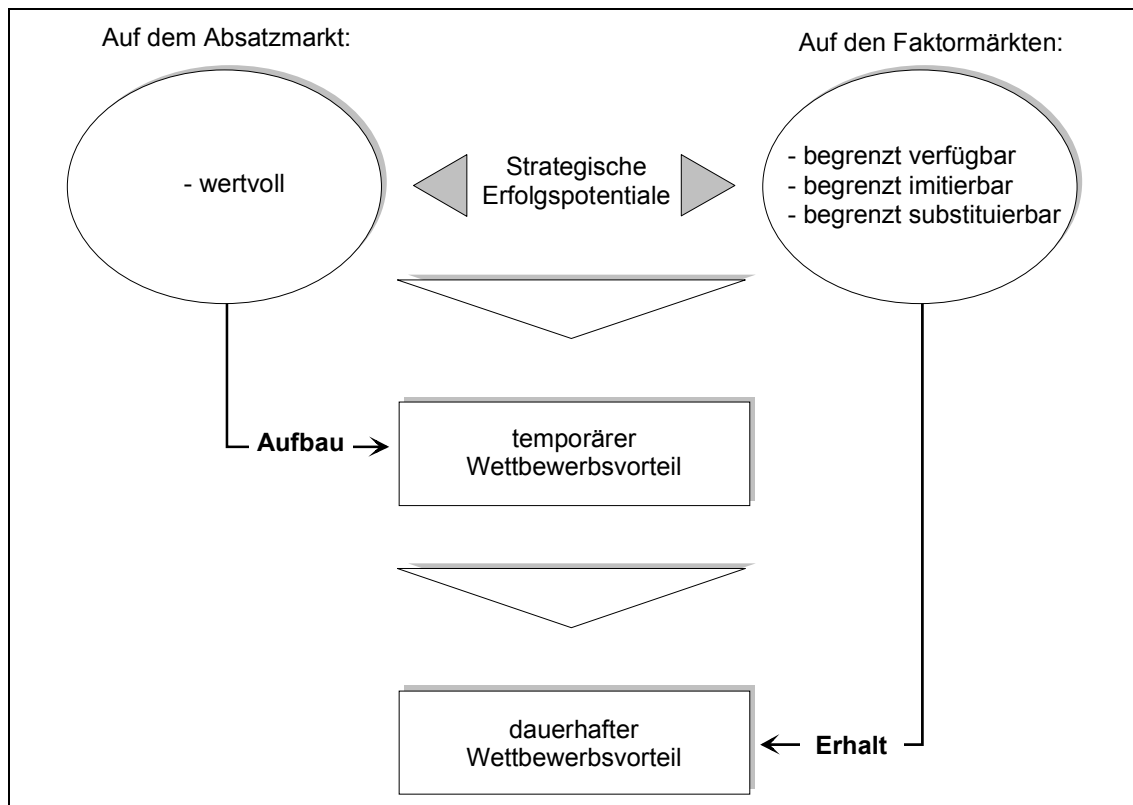 Auf dem Absatzmarkt:
Auf den Faktormärkten:
- wertvoll
Strategische
Erfolgspotentiale
- begrenzt verfügbar
- begrenzt imitierbar
- begrenzt substituierbar
Aufbau
temporärer
Wettbewerbsvorteil
dauerhafter
Wettbewerbsvorteil
Erhalt